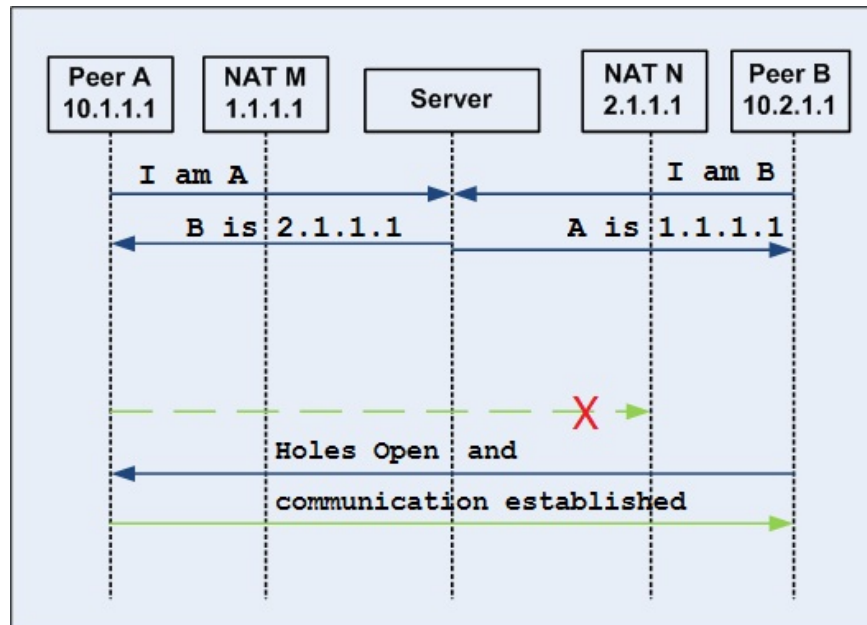 Peer A
10.1.1.1
NAT M
1.1.1.1
Server
NAT N
2.1.1.1
Peer B
10.2.1.1
I am A
I am B
B is 2.1.1.1
A is 1.1.1.1
X
Holes Open and
communication established